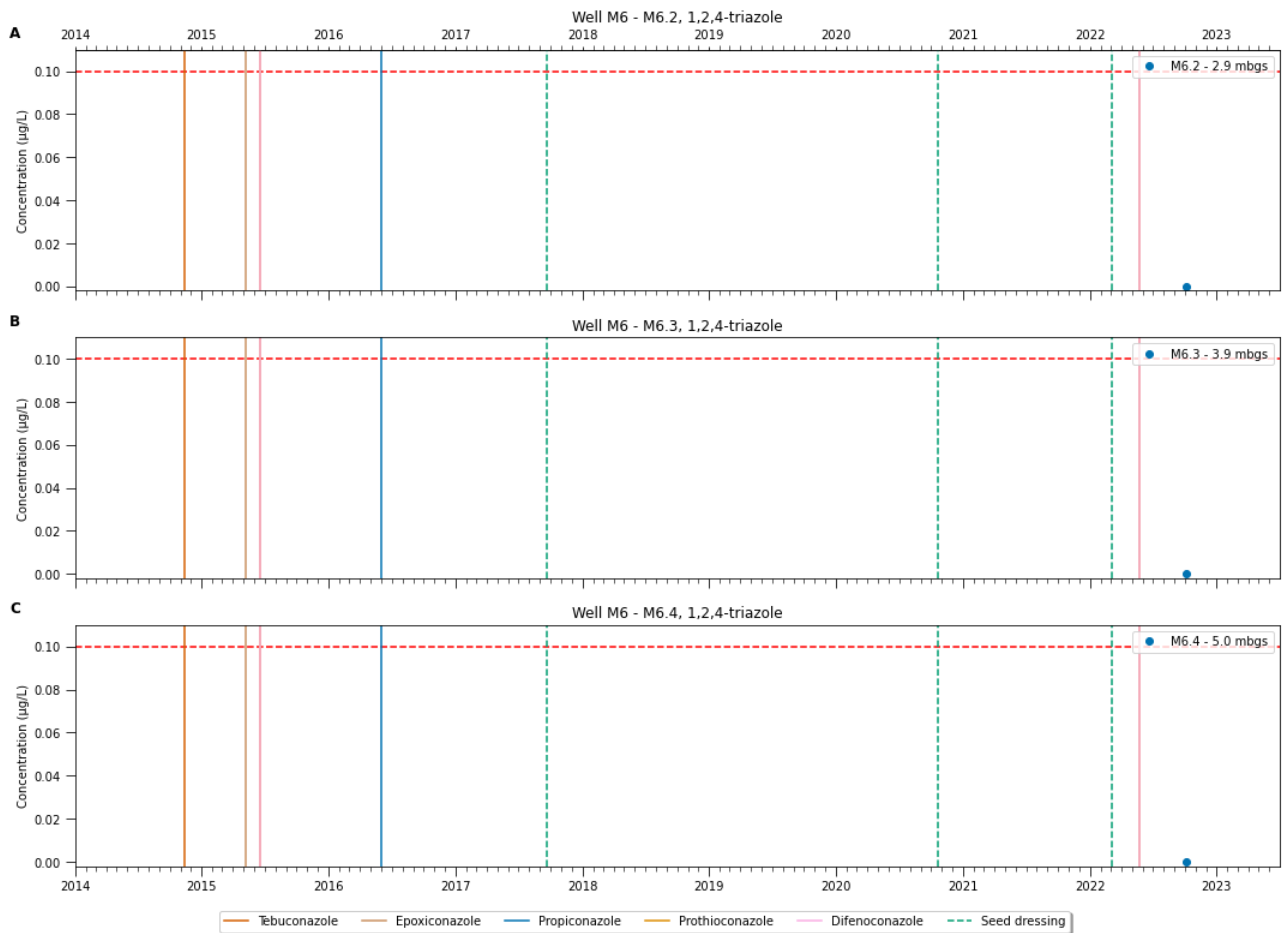 Well M6 - M6.2, 1,2,4-triazole
A
2014 2015 2016 2017 2018 2019 2020 2021 2022 2023
0.10
0.08
0.06
0.04
0.02
0.00
Concentration (µg/L)
M6.2 - 2.9 mbgs
B
Well M6 - M6.3, 1,2,4-triazole
0.10
0.08
0.06
0.04
0.02
0.00
Concentration (µg/L)
M6.3 - 3.9 mbgs
C
Well M6 - M6.4, 1,2,4-triazole
0.10
0.08
0.06
0.04
0.02
0.00
Concentration (µg/L)
M6.4 - 5.0 mbgs
2014 2015 2016 2017 2018 2019 2020 2021 2022 2023
Tebuconazole Epoxiconazole Propiconazole Prothioconazole Difenoconazole Seed dressing